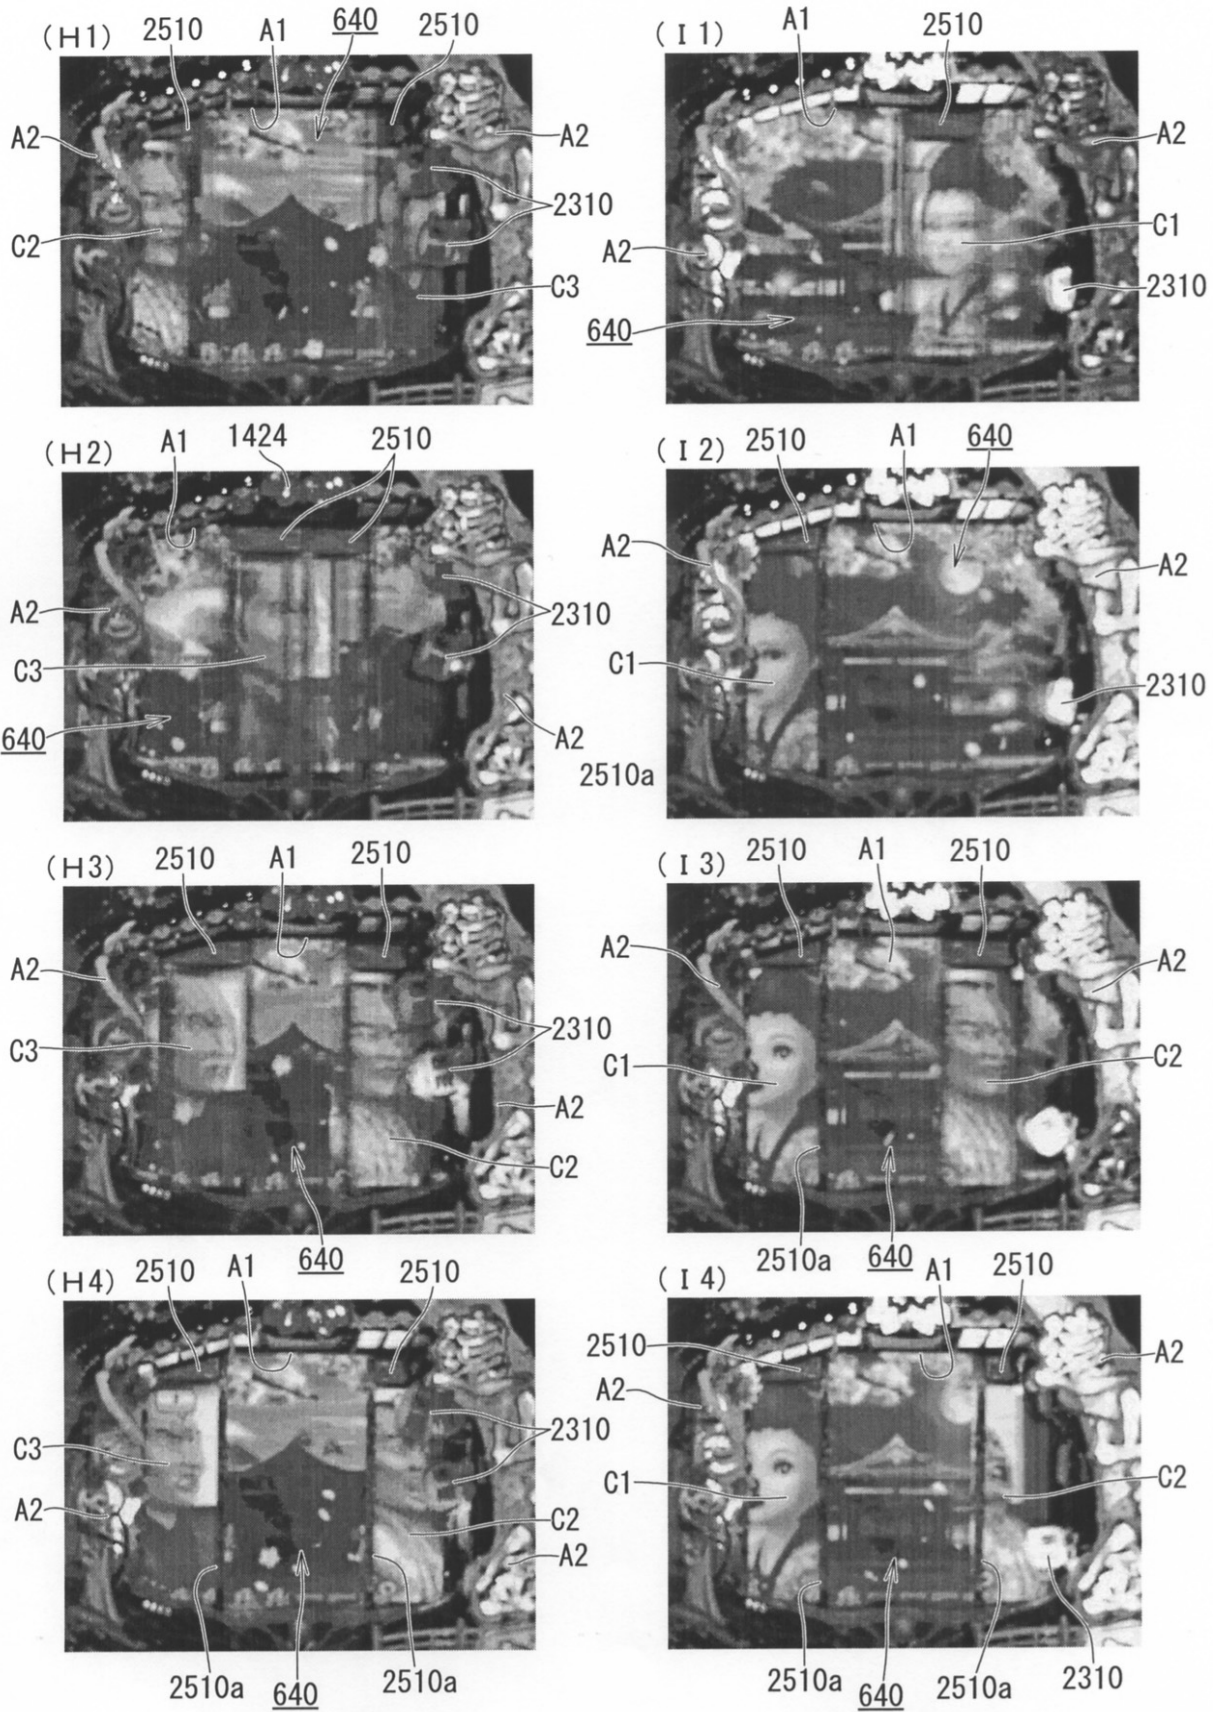 (H1) 2510 A1 640 2510
A2
C2
A2
2310
C3
(I1) A1 2510
A2
C1
A2
2310
640
(H2) A1 1424 2510
A2
2310
C3
640
A2
(I2) 2510 A1 640
A2
A2
C1
2310
2510a
(H3) 2510 A1 2510
A2
2310
C3
A2
C2
640
(I3) 2510 A1 2510
A2
A2
C1
C2
2510a 640
(H4) 2510 A1 2510
2310
C3
A2
C2
A2
2510a 640 2510a
(I4) A1 2510
2510
A2
A2
C1
C2
2510a 640 2510a 2310